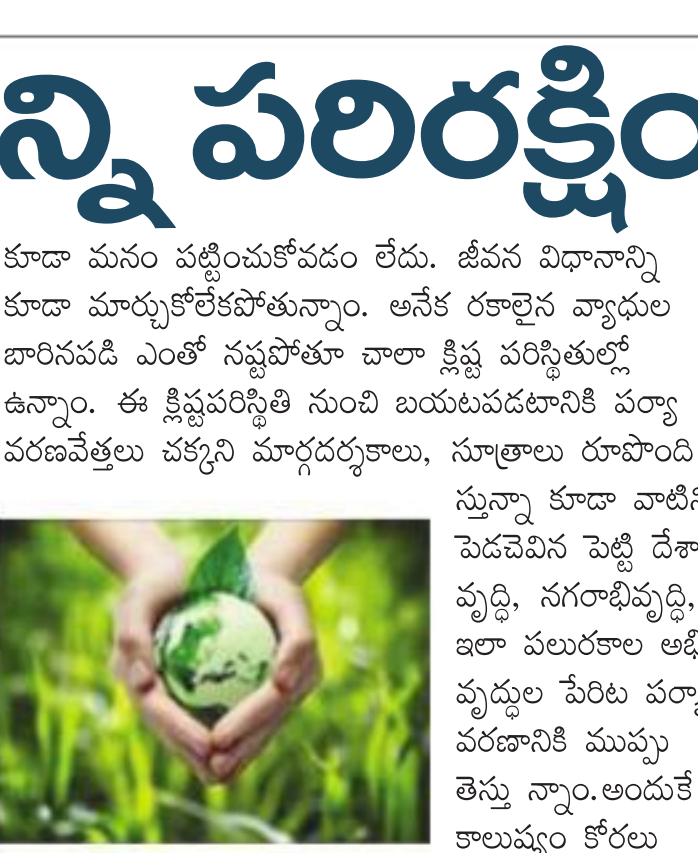 న్ని పరిరక్షిం
కూడా మనం పట్టించుకోవడం లేదు. జీవన విధానాన్ని
కూడా మార్చుకోలేకపోతున్నాం. అనేక రకాలైన వ్యాధుల
బారినపడి ఎంతో నష్టపోతూ చాలా క్లిష్ట పరిస్థితుల్లో
ఉన్నాం. ఈ క్లిష్టపరిస్థితి నుంచి బయటపడటానికి పర్యా
వరణవేత్తలు చక్కని మార్గదర్శకాలు, సూత్రాలు రూపొంది
స్తున్నా కూడా వాటిని
పెడచెవిన పెట్టి దేశా
వృద్ధి, నగరాభివృద్ధి,
ఇలా పలురకాల అభి
వృద్ధుల పేరిట పర్యా
వరణానికి ముప్పు
తెస్తు న్నాం.అందుకే
కాలుష్యం కోరలు